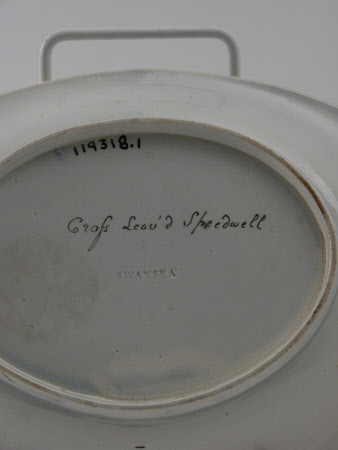 119318.1
Croſs Leav'd Speedwell
SWANSEA